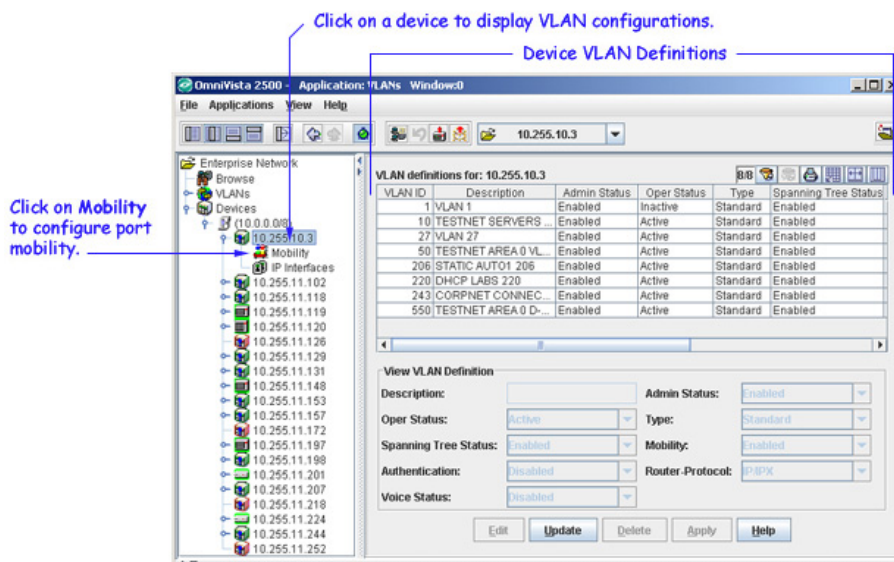 Click on a device to display VLAN configurations.
Device VLAN Definitions
OmniVista 2500 - Application: VLANs Window:0
File Applications View Help
10.255.10.3
Click on Mobility
to configure port
mobility.
Enterprise Network
Browse
VLANs
Devices
(10.0.0.0/8)
10.255.10.3
Mobility
IP Interfaces
10.255.11.102
10.255.11.118
10.255.11.119
10.255.11.120
10.255.11.126
10.255.11.129
10.255.11.131
10.255.11.148
10.255.11.153
10.255.11.157
10.255.11.172
10.255.11.197
10.255.11.198
10.255.11.201
10.255.11.207
10.255.11.218
10.255.11.224
10.255.11.244
10.255.11.252
VLAN definitions for: 10.255.10.3
8/8
VLAN ID Description Admin Status Oper Status Type Spanning Tree Status
1 VLAN 1 Enabled Inactive Standard Enabled
10 TESTNET SERVERS ... Enabled Active Standard Enabled
27 VLAN 27 Enabled Active Standard Enabled
50 TESTNET AREA 0 VL... Enabled Active Standard Enabled
206 STATIC AUTO1 206 Enabled Active Standard Enabled
220 DHCP LABS 220 Enabled Active Standard Enabled
243 CORPNET CONNEC... Enabled Active Standard Enabled
550 TESTNET AREA 0 D-... Enabled Active Standard Enabled
View VLAN Definition
Description: Admin Status: Enabled
Oper Status: Active Type: Standard
Spanning Tree Status: Enabled Mobility: Enabled
Authentication: Disabled Router-Protocol: IP/IPX
Voice Status: Disabled
Edit Update Delete Apply Help